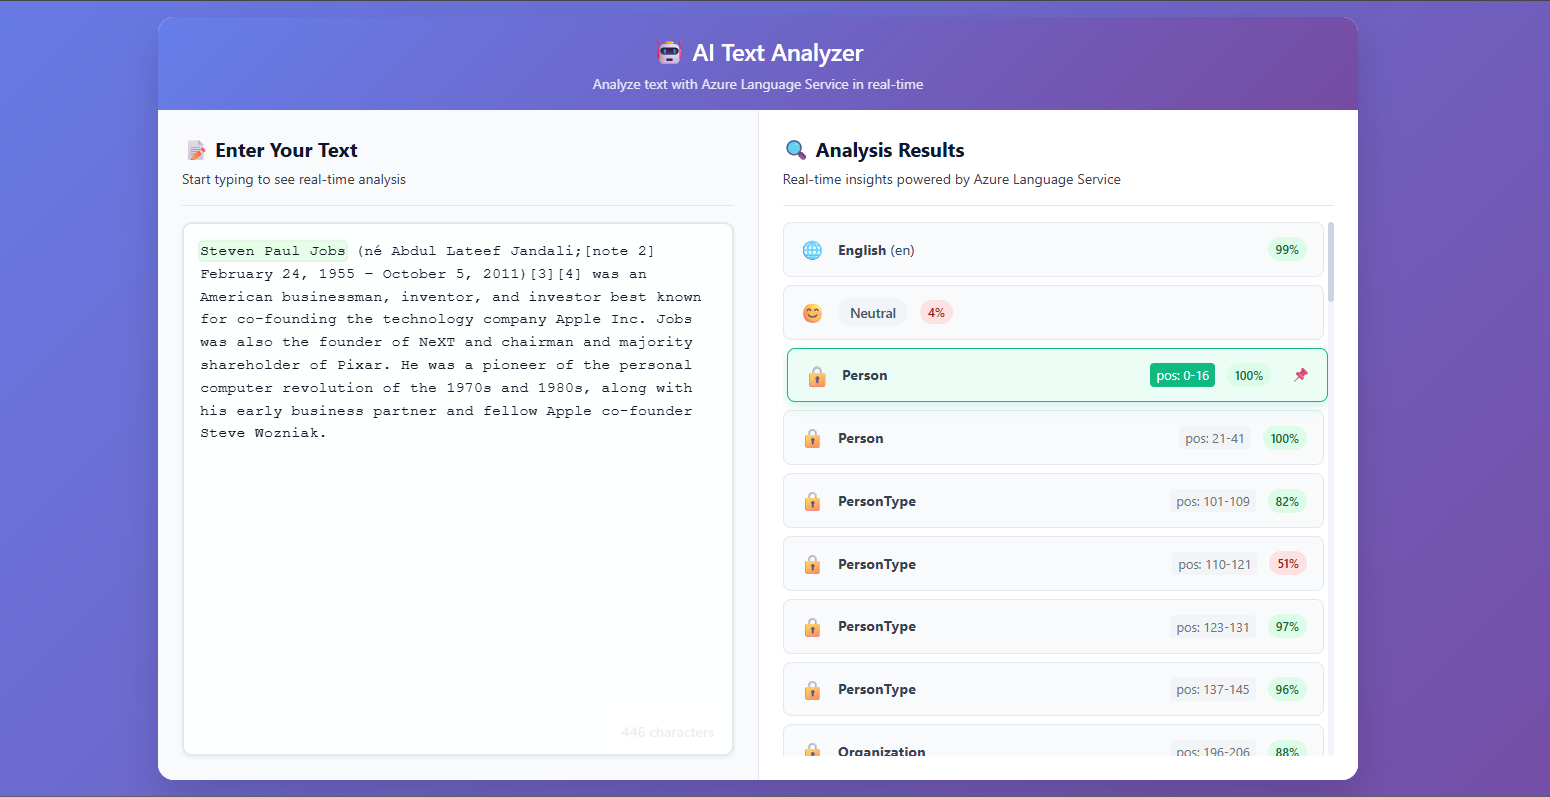 AI Text Analyzer
Analyze text with Azure Language Service in real-time
Enter Your Text
Start typing to see real-time analysis
Steven Paul Jobs (né Abdul Lateef Jandali;[note 2]
February 24, 1955 – October 5, 2011)[3][4] was an
American businessman, inventor, and investor best known
for co-founding the technology company Apple Inc. Jobs
was also the founder of NeXT and chairman and majority
shareholder of Pixar. He was a pioneer of the personal
computer revolution of the 1970s and 1980s, along with
his early business partner and fellow Apple co-founder
Steve Wozniak.
446 characters
Analysis Results
Real-time insights powered by Azure Language Service
English (en) 99%
Neutral 4%
Person pos: 0-16 100%
Person pos: 21-41 100%
PersonType pos: 101-109 82%
PersonType pos: 110-121 51%
PersonType pos: 123-131 97%
PersonType pos: 137-145 96%
Organization pos: 196-206 88%